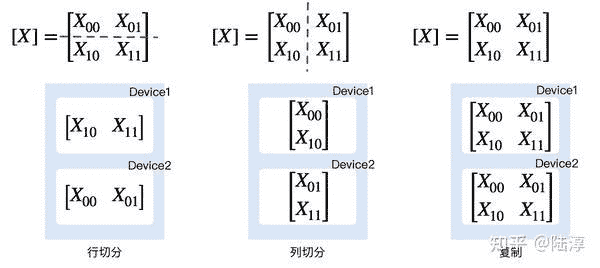 [X] = [X00 X01 X10 X11] [X] = [X00 X01 X10 X11] [X] = [X00 X01 X10 X11]
Device1 Device1 Device1
[X10 X11] [X00 X10] [X00 X01 X10 X11]
Device2 Device2 Device2
[X00 X01] [X01 X11] [X00 X01 X10 X11]
行切分 列切分 复制
知乎 @陆淳